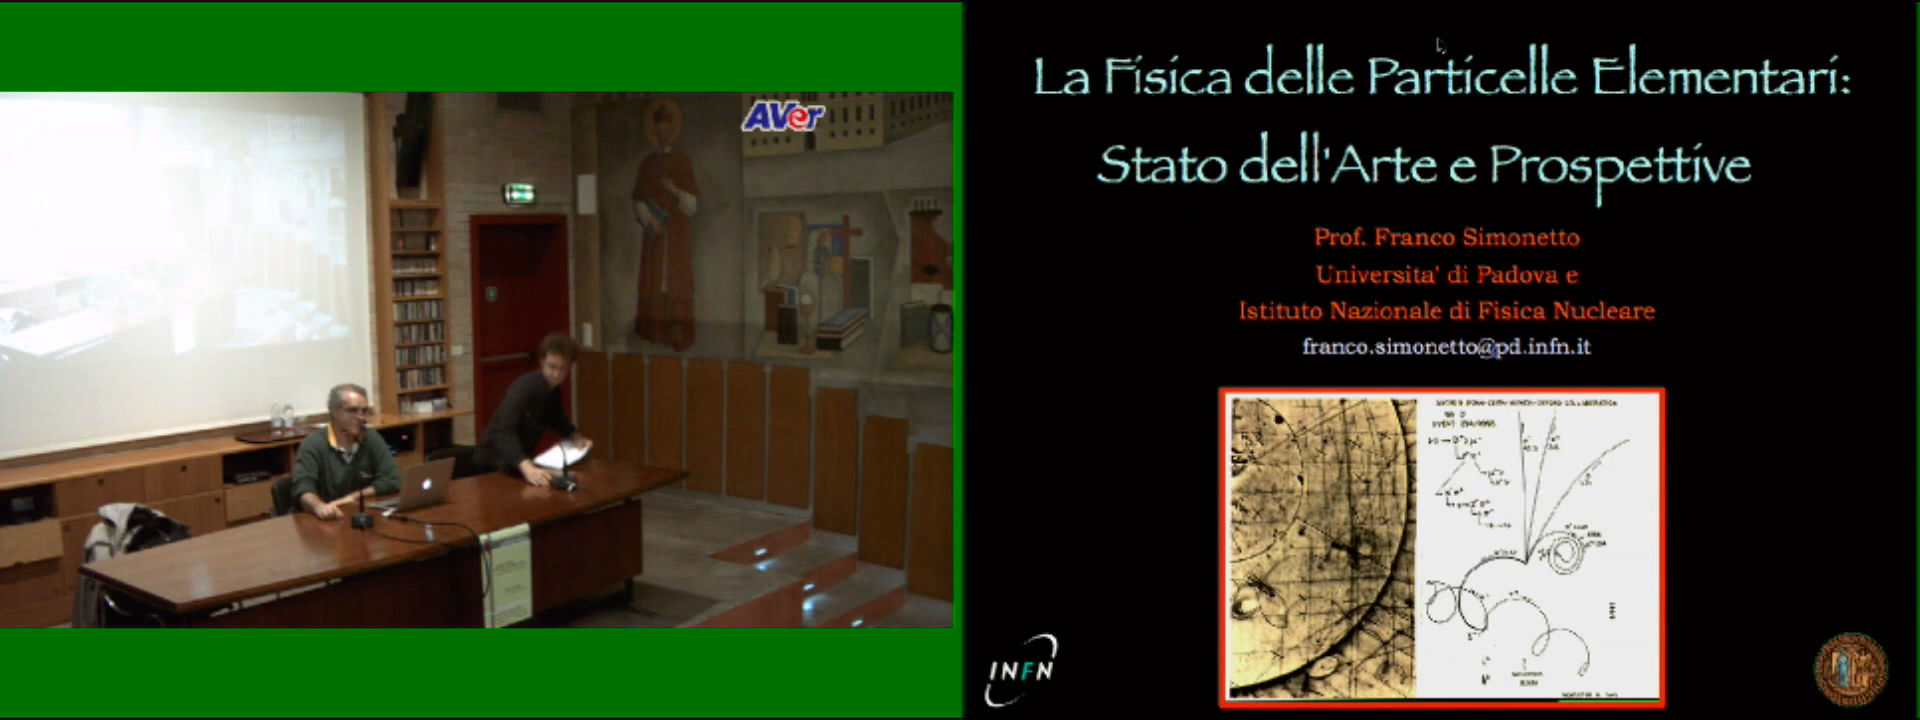 AVer
La Fisica delle Particelle Elementari:
Stato dell'Arte e Prospettive
Prof. Franco Simonetto
Universita' di Padova e
Istituto Nazionale di Fisica Nucleare
franco.simonetto@pd.infn.it
INFN